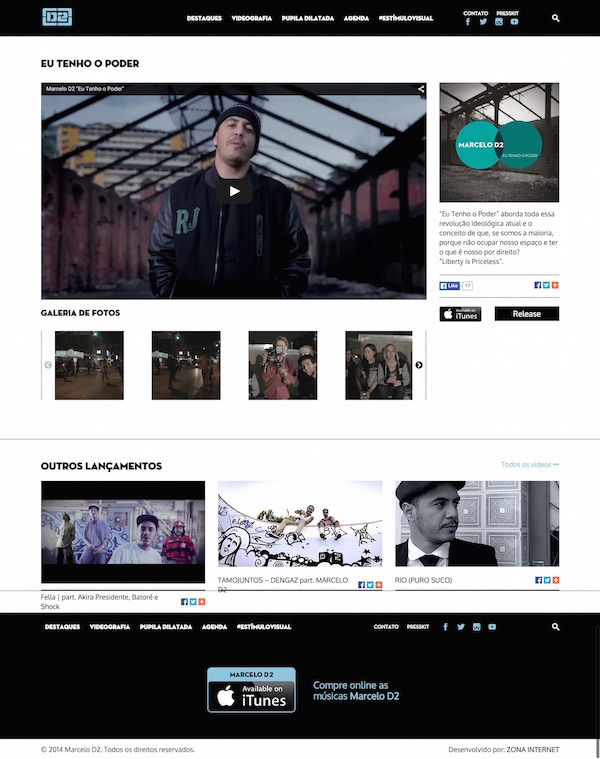 D2
DESTAQUES VIDEOGRAFIA PUPILA DILATADA AGENDA #ESTÍMULOVISUAL
CONTATO PRESSKIT
EU TENHO O PODER
Marcelo D2 "Eu Tenho o Poder"
RJ
MARCELO D2
EU TENHO O PODER
"Eu Tenho o Poder" aborda toda essa
revolução ideológica atual e o
conceito de que, se somos a maioria,
porque não ocupar nosso espaço e ter
o que é nosso por direito?
"Liberty is Priceless".
Like 17
Available on
iTunes
Release
GALERIA DE FOTOS
OUTROS LANÇAMENTOS
Todos os vídeos →
Fella | part. Akira Presidente, Batoré e
Shock
TAMOJUNTOS – DENGAZ part. MARCELO
D2
RIO (PURO SUCO)
DESTAQUES VIDEOGRAFIA PUPILA DILATADA AGENDA #ESTÍMULOVISUAL
CONTATO PRESSKIT
MARCELO D2
Available on
iTunes
Compre online as
músicas Marcelo D2
© 2014 Marcelo D2. Todos os direitos reservados.
Desenvolvido por: ZONA INTERNET